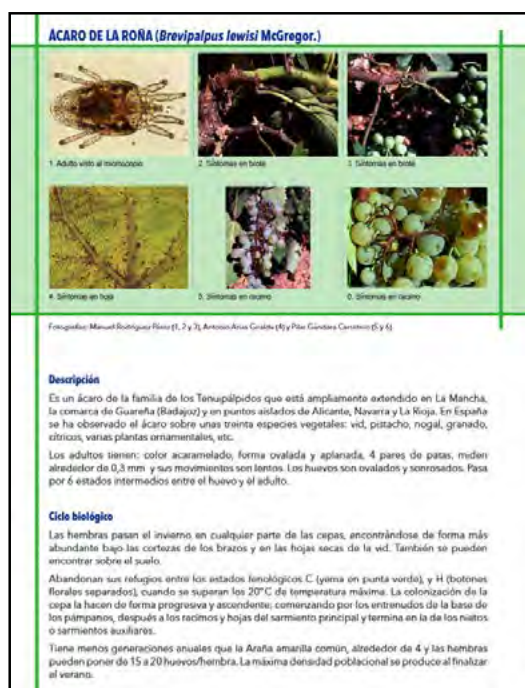 ÁCARO DE LA ROÑA (Brevipalpus lewisi McGregor.)
1. Adulto visto al microscopio
2. Síntomas en brote
3. Síntomas en brote
4. Síntomas en hoja
5. Síntomas en racimo
6. Síntomas en racimo
Fotografías: Manuel Rodríguez Pérez (1, 2 y 3), Antonio Arias Giralda (4) y Pilar Gándara Carretero (5 y 6)
Descripción
Es un ácaro de la familia de los Tenuipálpidos que está ampliamente extendido en La Mancha,
la comarca de Guareña (Badajoz) y en puntos aislados de Alicante, Navarra y La Rioja. En España
se ha observado el ácaro sobre unas treinta especies vegetales: vid, pistacho, nogal, granado,
cítricos, varias plantas ornamentales, etc.
Los adultos tienen: color acaramelado, forma ovalada y aplanada, 4 pares de patas, miden
alrededor de 0,3 mm y sus movimientos son lentos. Los huevos son ovalados y sonrosados. Pasa
por 6 estados intermedios entre el huevo y el adulto.
Ciclo biológico
Las hembras pasan el invierno en cualquier parte de las cepas, encontrándose de forma más
abundante bajo las cortezas de los brazos y en las hojas secas de la vid. También se pueden
encontrar sobre el suelo.
Abandonan sus refugios entre los estados fenológicos C (yema en punta verde), y H (botones
florales separados), cuando se superan los 20°C de temperatura máxima. La colonización de la
cepa la hacen de forma progresiva y ascendente; comenzando por los entrenudos de la base de
los pámpanos, después a los racimos y hojas del sarmiento principal y termina en la de los nietos
o sarmientos auxiliares.
Tiene menos generaciones anuales que la Araña amarilla común, alrededor de 4 y las hembras
pueden poner de 15 a 20 huevos/hembra. La máxima densidad poblacional se produce al finalizar
el verano.